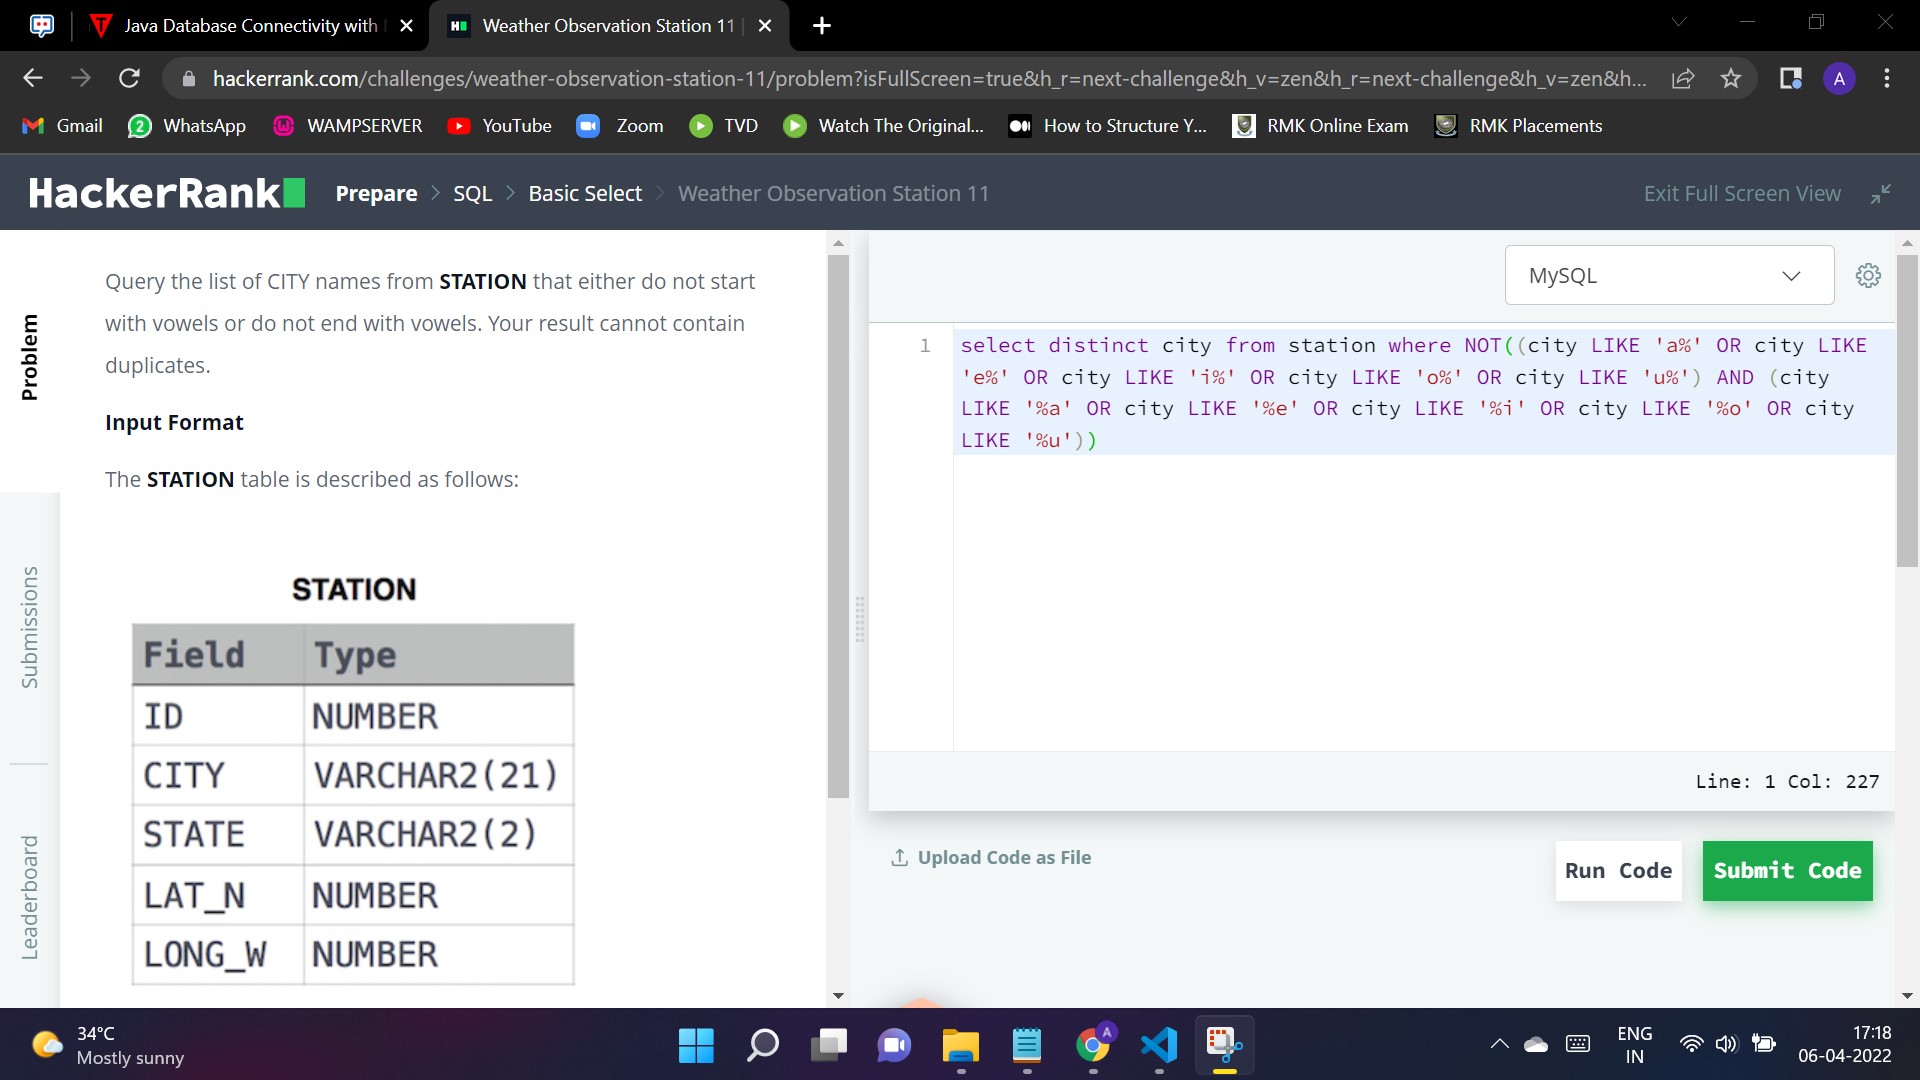 Java Database Connectivity with
Weather Observation Station 11
hackerrank.com/challenges/weather-observation-station-11/problem?isFullScreen=true&h_r=next-challenge&h_v=zen&h_r=next-challenge&h_v=zen&h...
A
Gmail
2 WhatsApp
WAMPSERVER
YouTube
Zoom
TVD
Watch The Original...
How to Structure Y...
RMK Online Exam
RMK Placements
HackerRank
Prepare > SQL > Basic Select > Weather Observation Station 11
Exit Full Screen View
Problem
Submissions
Leaderboard
Query the list of CITY names from STATION that either do not start
with vowels or do not end with vowels. Your result cannot contain
duplicates.
Input Format
The STATION table is described as follows:
STATION
Field Type
ID NUMBER
CITY VARCHAR2(21)
STATE VARCHAR2(2)
LAT_N NUMBER
LONG_W NUMBER
MySQL
1 select distinct city from station where NOT((city LIKE 'a%' OR city LIKE
'e%' OR city LIKE 'i%' OR city LIKE 'o%' OR city LIKE 'u%') AND (city
LIKE '%a' OR city LIKE '%e' OR city LIKE '%i' OR city LIKE '%o' OR city
LIKE '%u'))
Line: 1 Col: 227
Upload Code as File
Run Code
Submit Code
34°C
Mostly sunny
A
ENG
IN
17:18
06-04-2022